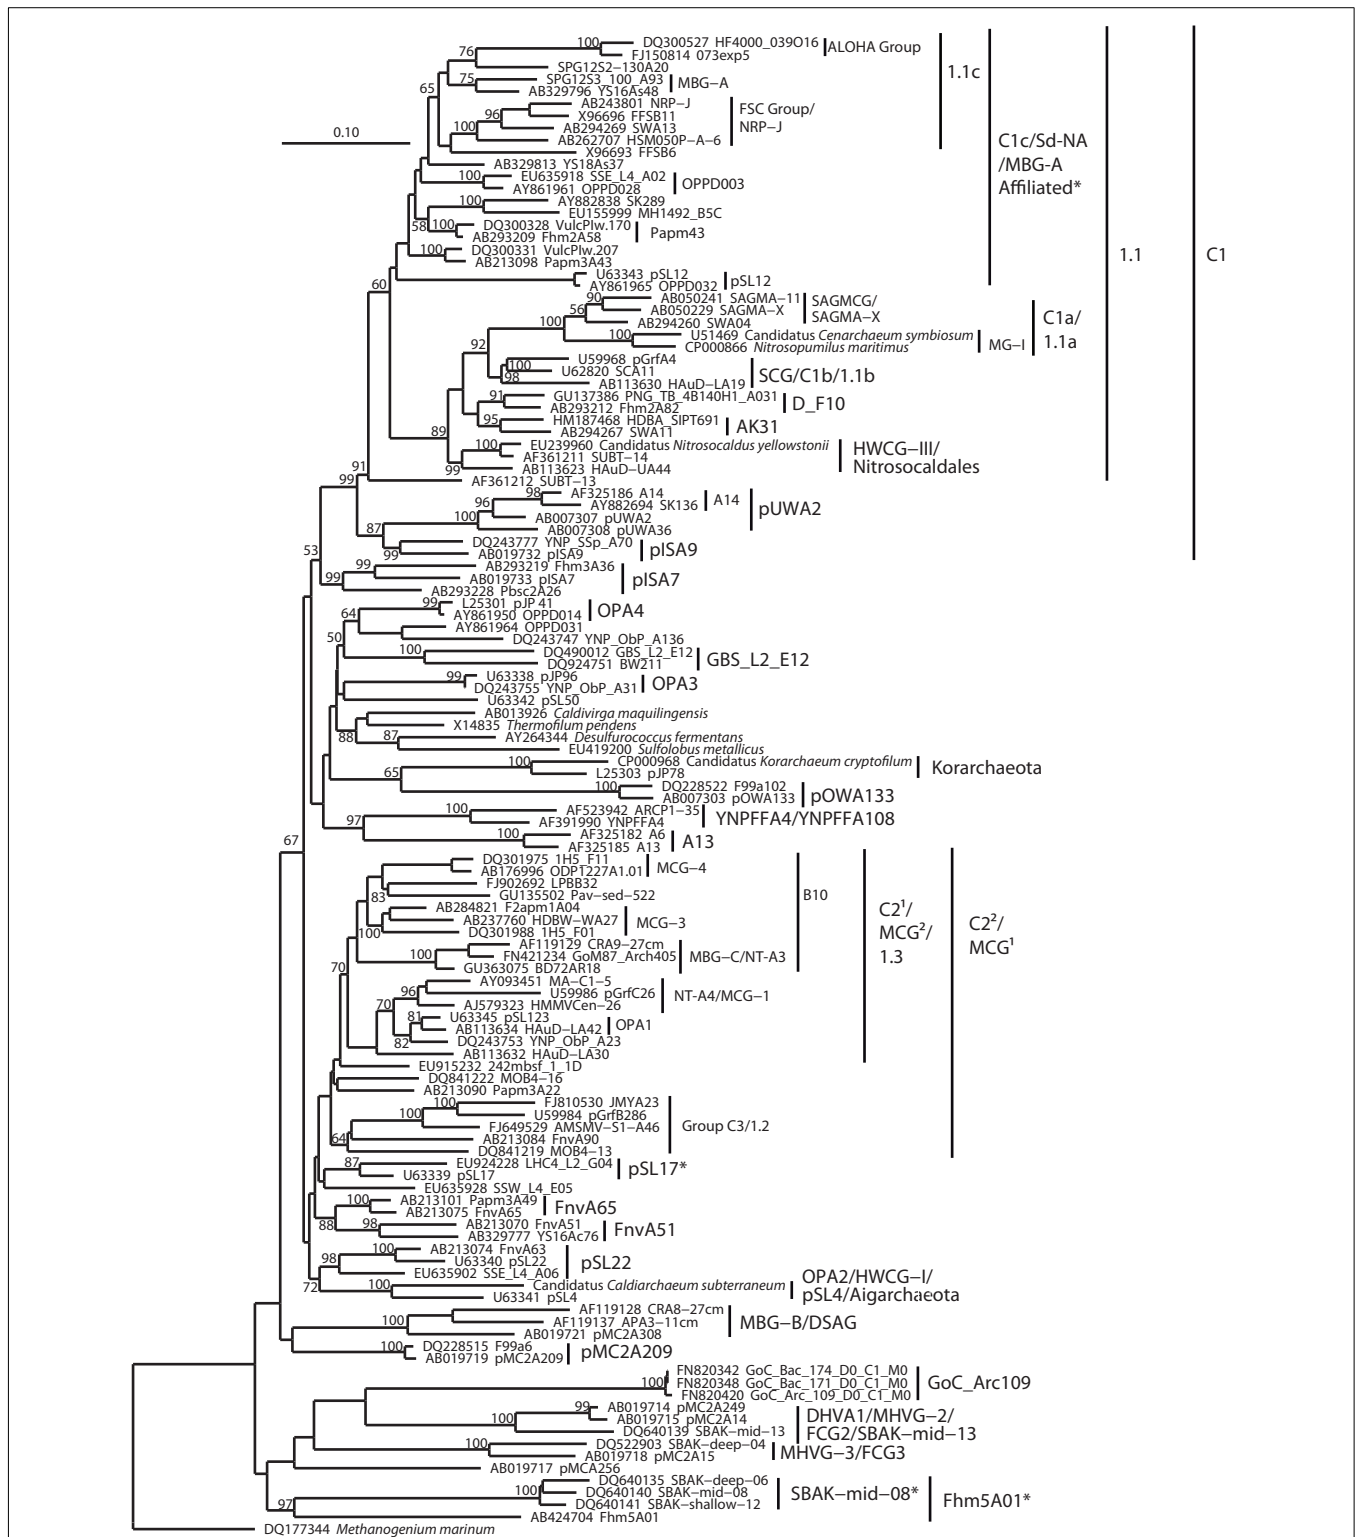 100 DQ300527 HF4000_039O16
FJ150814 073exp5
ALOHA Group
76
SPG12S2−130A20
75 SPG12S3_100_A93
AB329796 YS16As48
MBG−A
65
1.1c
0.10
AB243801 NRP−J
96 X96696 FFSB11
AB294269 SWA13
100 AB262707 HSM050P−A−6
FSC Group/
NRP−J
X96693 FFSB6
AB329813 YS18As37
C1c/Sd-NA
/MBG-A
Affiliated*
100 EU635918 SSE_L4_A02
AY861961 OPPD028
OPPD003
100 AY882838 SK289
EU155999 MH1492_B5C
58 100 DQ300328 VulcPlw.170
AB293209 Fhm2A58
Papm43
100 DQ300331 VulcPlw.207
AB213098 Papm3A43
1.1
C1
U63343 pSL12
AY861965 OPPD032
pSL12
60
90 AB050241 SAGMA−11
AB050229 SAGMA−X
SAGMCG/
SAGMA−X
56
AB294260 SWA04
100
100 U51469 Candidatus Cenarchaeum symbiosum
CP000866 Nitrosopumilus maritimus
MG−I
C1a/
1.1a
92
U59968 pGrfA4
100 U62820 SCA11
98 AB113630 HAuD−LA19
SCG/C1b/1.1b
91 GU137386 PNG_TB_4B140H1_A031
AB293212 Fhm2A82
D_F10
95 HM187468 HDBA_SIPT691
AB294267 SWA11
AK31
89
100 EU239960 Candidatus Nitrosocaldus yellowstonii
AF361211 SUBT−14
99 AB113623 HAuD−UA44
HWCG−III/
Nitrosocaldales
91
99 AF361212 SUBT−13
98 AF325186 A14
AY882694 SK136
A14
96
100 AB007307 pUWA2
AB007308 pUWA36
pUWA2
87
DQ243777 YNP_SSp_A70
99 AB019732 pISA9
pISA9
53
99 AB293219 Fhm3A36
99 AB019733 pISA7
AB293228 Pbsc2A26
pISA7
99 L25301 pJP 41
AY861950 OPPD014
OPA4
64
AY861964 OPPD031
DQ243747 YNP_ObP_A136
50
100 DQ490012 GBS_L2_E12
DQ924751 BW211
GBS_L2_E12
99 U63338 pJP96
DQ243755 YNP_ObP_A31
OPA3
U63342 pSL50
AB013926 Caldivirga maquilingensis
X14835 Thermofilum pendens
88 87 AY264344 Desulfurococcus fermentans
EU419200 Sulfolobus metallicus
100 CP000968 Candidatus Korarchaeum cryptofilum
L25303 pJP78
Korarchaeota
65
100 DQ228522 F99a102
AB007303 pOWA133
pOWA133
100 AF523942 ARCP1−35
AF391990 YNPFFA4
YNPFFA4/YNPFFA108
97
100 AF325182 A6
AF325185 A13
A13
67
DQ301975 1H5_F11
AB176996 ODP1227A1.01
MCG−4
FJ902692 LPBB32
83 GU135502 Pav−sed−522
B10
AB284821 F2apm1A04
AB237760 HDBW−WA27
100 DQ301988 1H5_F01
MCG−3
C2¹/
MCG²/
1.3
C2²/
MCG¹
AF119129 CRA9−27cm
100 FN421234 GoM87_Arch405
GU363075 BD72AR18
MBG−C/NT−A3
70
AY093451 MA−C1−5
96 U59986 pGrfC26
70 AJ579323 HMMVCen−26
NT−A4/MCG−1
81 U63345 pSL123
AB113634 HAuD−LA42
OPA1
82 DQ243753 YNP_ObP_A23
AB113632 HAuD−LA30
EU915232 242mbsf_1_1D
DQ841222 MOB4−16
AB213090 Papm3A22
100 FJ810530 JMYA23
100 U59984 pGrfB286
FJ649529 AMSMV−S1−A46
64 AB213084 FnvA90
DQ841219 MOB4−13
Group C3/1.2
87 EU924228 LHC4_L2_G04
U63339 pSL17
pSL17*
EU635928 SSW_L4_E05
100 AB213101 Papm3A49
AB213075 FnvA65
FnvA65
88
98 AB213070 FnvA51
AB329777 YS16Ac76
FnvA51
100 AB213074 FnvA63
98 U63340 pSL22
EU635902 SSE_L4_A06
pSL22
72
100 Candidatus Caldiarchaeum subterraneum
U63341 pSL4
OPA2/HWCG−I/
pSL4/Aigarchaeota
AF119128 CRA8−27cm
100 AF119137 APA3−11cm
AB019721 pMC2A308
MBG−B/DSAG
100 DQ228515 F99a6
AB019719 pMC2A209
pMC2A209
FN820342 GoC_Bac_174_D0_C1_M0
100 FN820348 GoC_Bac_171_D0_C1_M0
FN820420 GoC_Arc_109_D0_C1_M0
GoC_Arc109
99 AB019714 pMC2A249
100 AB019715 pMC2A14
DQ640139 SBAK−mid−13
DHVA1/MHVG−2/
FCG2/SBAK−mid−13
100 DQ522903 SBAK−deep−04
AB019718 pMC2A15
MHVG−3/FCG3
AB019717 pMCA256
DQ640135 SBAK−deep−06
100 DQ640140 SBAK−mid−08
DQ640141 SBAK−shallow−12
SBAK−mid−08*
Fhm5A01*
97
AB424704 Fhm5A01
DQ177344 Methanogenium marinum